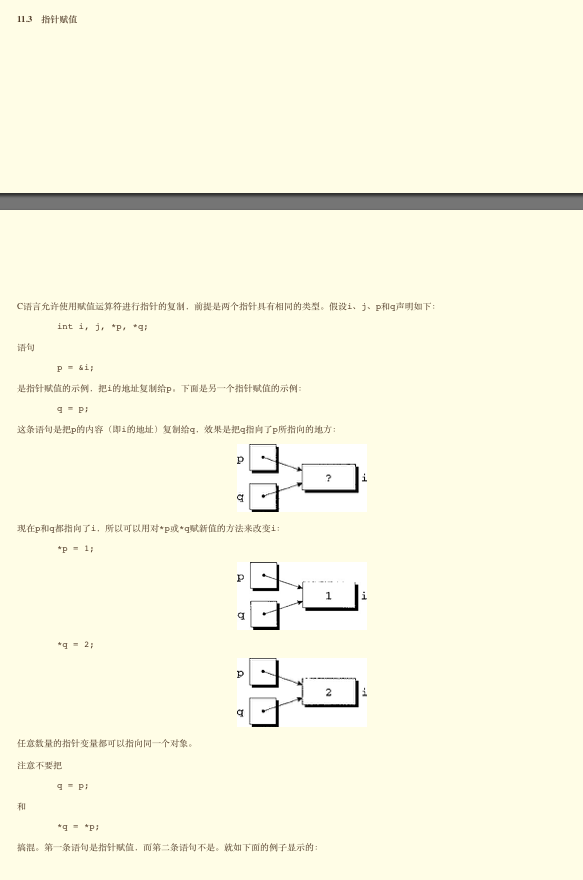 11.3 指针赋值
C语言允许使用赋值运算符进行指针的复制，前提是两个指针具有相同的类型。假设i、j、p和q声明如下：
int i, j, *p, *q;
语句
p = &i;
是指针赋值的示例，把i的地址复制给p。下面是另一个指针赋值的示例：
q = p;
这条语句是把p的内容（即i的地址）复制给q，效果是把q指向了p所指向的地方：
p
? i
q
现在p和q都指向了i，所以可以用对*p或*q赋新值的方法来改变i：
*p = 1;
p
1 i
q
*q = 2;
p
2 i
q
任意数量的指针变量都可以指向同一个对象。
注意不要把
q = p;
和
*q = *p;
搞混。第一条语句是指针赋值，而第二条语句不是。就如下面的例子显示的：